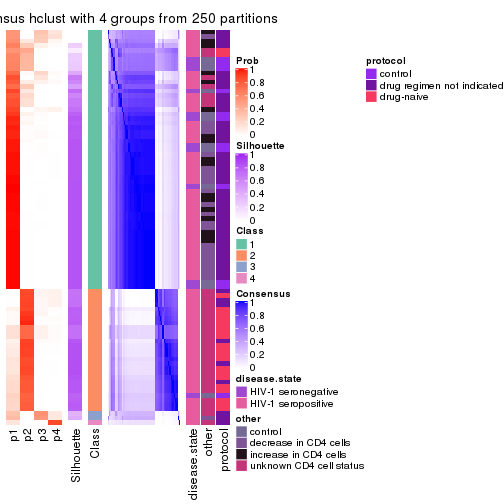 nsus hclust with 4 groups from 250 partitions
Prob
1
0.8
0.6
0.4
0.2
0
Silhouette
1
0.8
0.6
0.4
0.2
0
Class
1
2
3
4
Consensus
1
0.8
0.6
0.4
0.2
0
disease.state
HIV-1 seronegative
HIV-1 seropositive
other
control
decrease in CD4 cells
increase in CD4 cells
unknown CD4 cell status
protocol
control
drug regimen not indicated
drug-naive
p1
p2
p3
p4
Silhouette
Class
disease.state
other
protocol